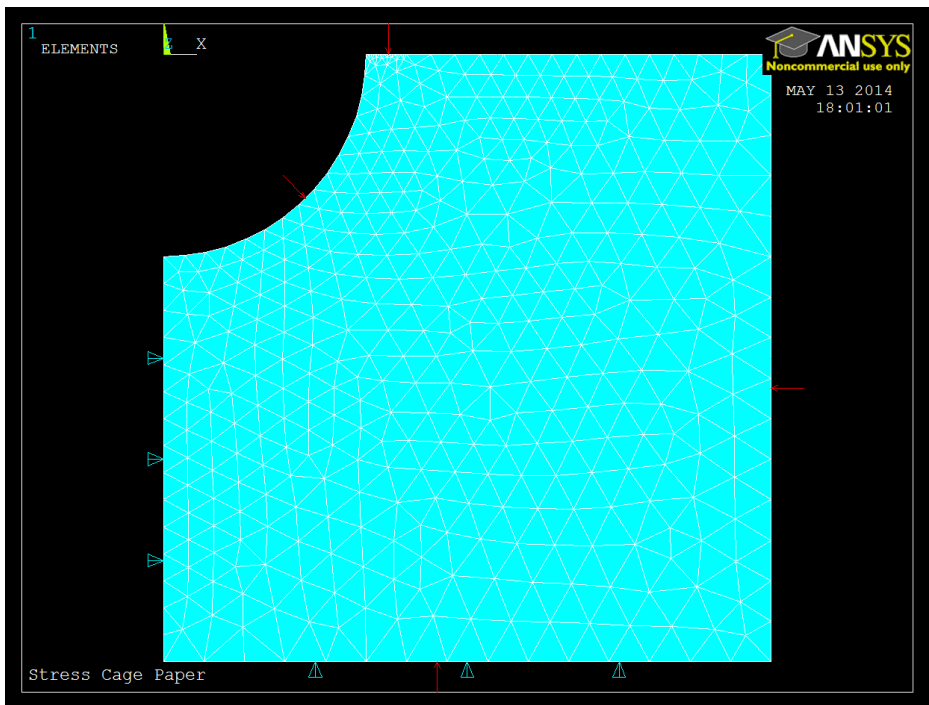 1
ELEMENTS
X
ANSYS
Noncommercial use only
MAY 13 2014
18:01:01
Stress Cage Paper